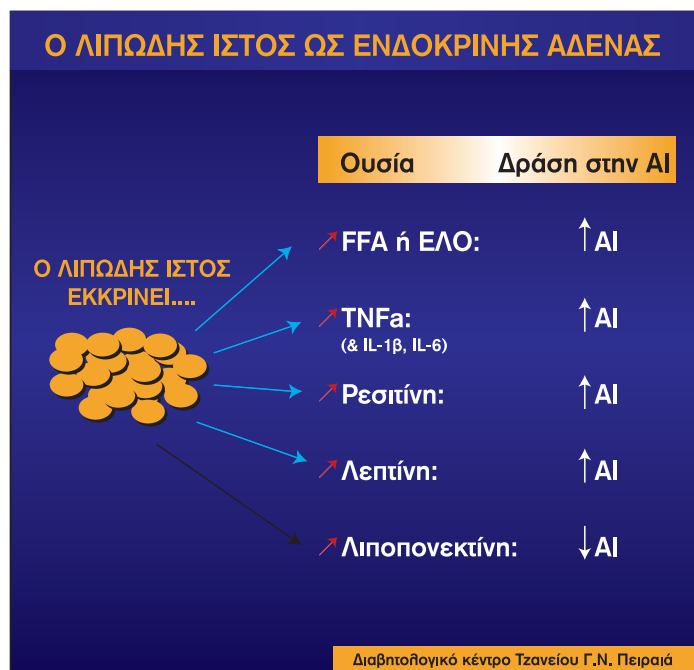 Ο ΛΙΠΩΔΗΣ ΙΣΤΟΣ ΩΣ ΕΝΔΟΚΡΙΝΗΣ ΑΔΕΝΑΣ
Ουσία Δράση στην ΑΙ
Ο ΛΙΠΩΔΗΣ ΙΣΤΟΣ
ΕΚΚΡΙΝΕΙ....
↗FFA ή ΕΛΟ: ↑ΑΙ
↗TNFa: ↑ΑΙ
(& IL-1β, IL-6)
↗Ρεσιτίνη: ↑ΑΙ
↗Λεπτίνη: ↑ΑΙ
↗Λιποπονεκτίνη: ↓ΑΙ
Διαβητολογικό κέντρο Τζανείου Γ.Ν. Πειραιά